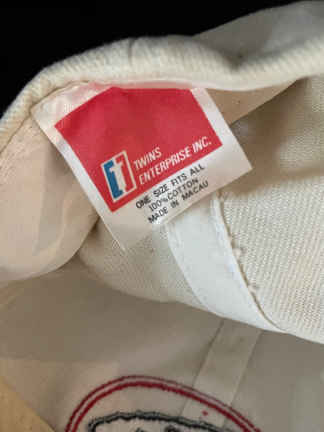 TWINS
ENTERPRISE INC.
ONE SIZE FITS ALL
100% COTTON
MADE IN MACAU